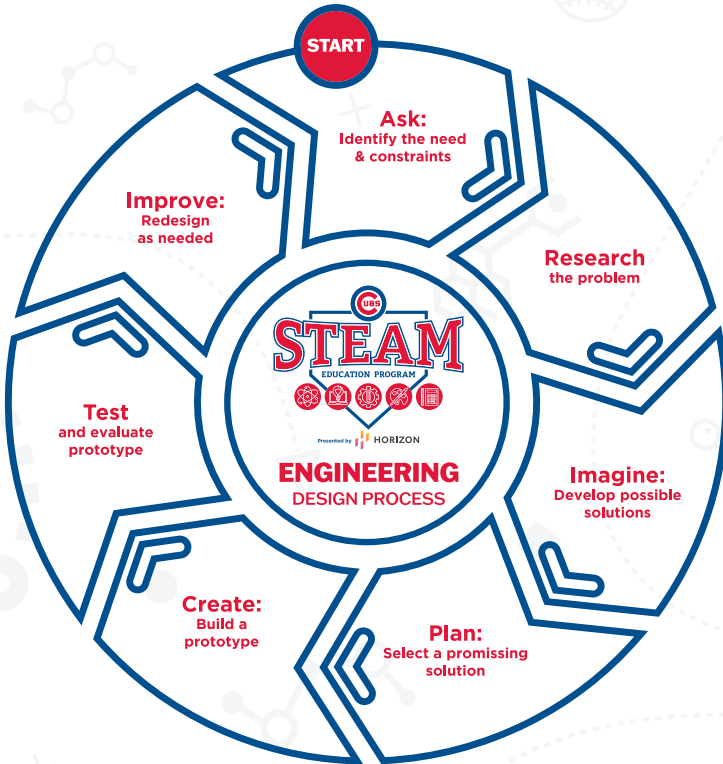 START
Ask:
Identify the need
& constraints
Research
the problem
Imagine:
Develop possible
solutions
Plan:
Select a promissing
solution
Create:
Build a
prototype
Test
and evaluate
prototype
Improve:
Redesign
as needed
CUBS
STEAM
EDUCATION PROGRAM
Presented by HORIZON
ENGINEERING
DESIGN PROCESS